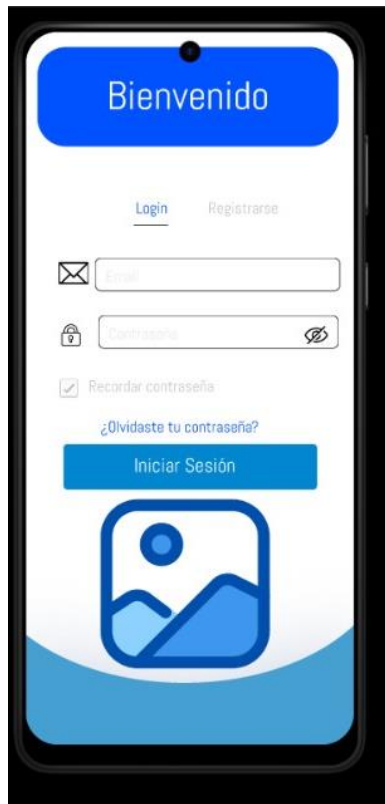 Bienvenido
Login Registrarse
Email
Contraseña
Recordar contraseña
¿Olvidaste tu contraseña?
Iniciar Sesión